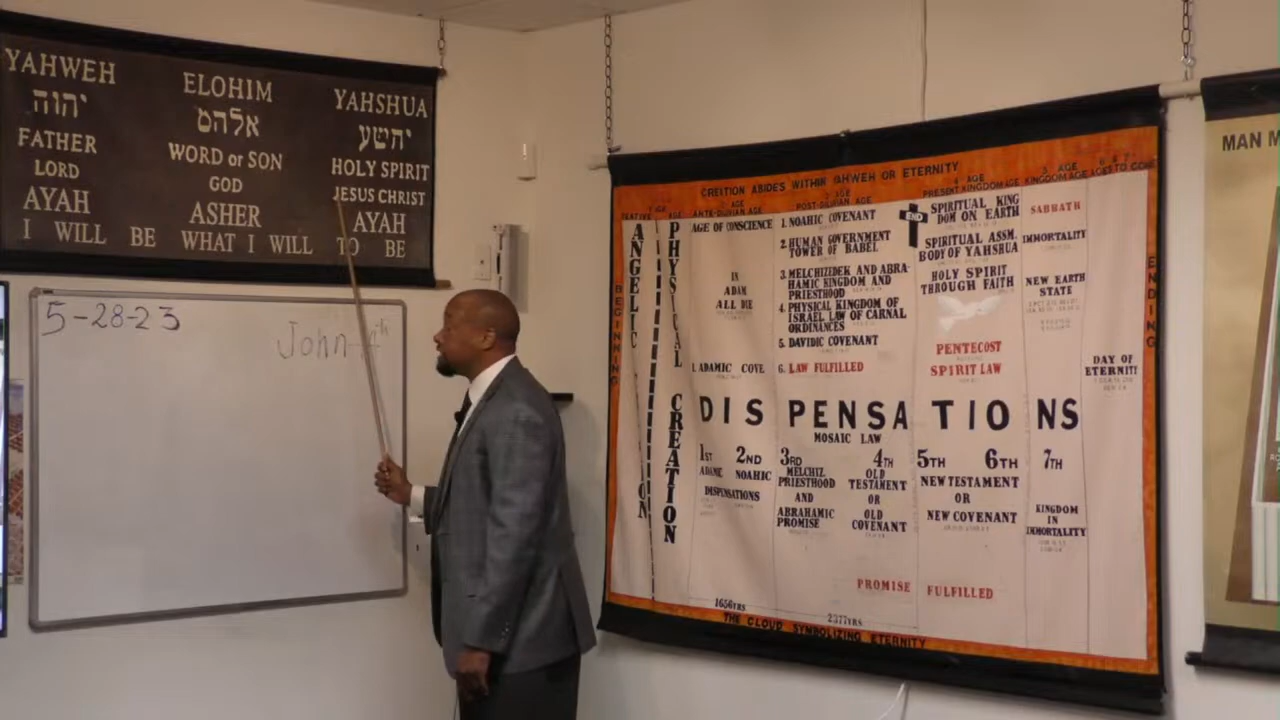 YAHWEH
יהוה
FATHER
LORD
AYAH
ELOHIM
אלהם
WORD or SON
GOD
ASHER
YAHSHUA
יהשע
HOLY SPIRIT
JESUS CHRIST
AYAH
I WILL BE WHAT I WILL TO BE
5-28-23
John
CREATION ABIDES WITHIN YAHWEH OR ETERNITY
BEGINNING
ANGELIC
PHYSICAL CREATION
AGE
ANTE-DILUVIAN AGE
AGE OF CONSCIENCE
IN
ADAM
ALL DIE
1. ADAMIC COVE
AGE
POST-DILUVIAN AGE
1. NOAHIC COVENANT
2. HUMAN GOVERNMENT
TOWER OF BABEL
3. MELCHIZEDEK AND ABRA-
HAMIC KINGDOM AND
PRIESTHOOD
4. PHYSICAL KINGDOM OF
ISRAEL LAW OF CARNAL
ORDINANCES
5. DAVIDIC COVENANT
6. LAW FULFILLED
AGE
PRESENT KINGDOM AGE
SPIRITUAL KING
DOM ON EARTH
SPIRITUAL ASSM.
BODY OF YAHSHUA
HOLY SPIRIT
THROUGH FAITH
PENTECOST
SPIRIT LAW
5 AGE
KINGDOM AGE
SABBATH
IMMORTALITY
NEW EARTH
STATE
AGES TO COME
DAY OF
ETERNITY
ENDING
DISPENSATIONS
MOSAIC LAW
1ST 2ND 3RD 4TH 5TH 6TH 7TH
ADAMIC NOAHIC
DISPENSATIONS
MELCHIZ
PRIESTHOOD
AND
ABRAHAMIC
PROMISE
OLD
TESTAMENT
OR
OLD
COVENANT
NEW TESTAMENT
OR
NEW COVENANT
KINGDOM
IN
IMMORTALITY
PROMISE FULFILLED
1656YRS
2377YRS
THE CLOUD SYMBOLIZING ETERNITY
MAN